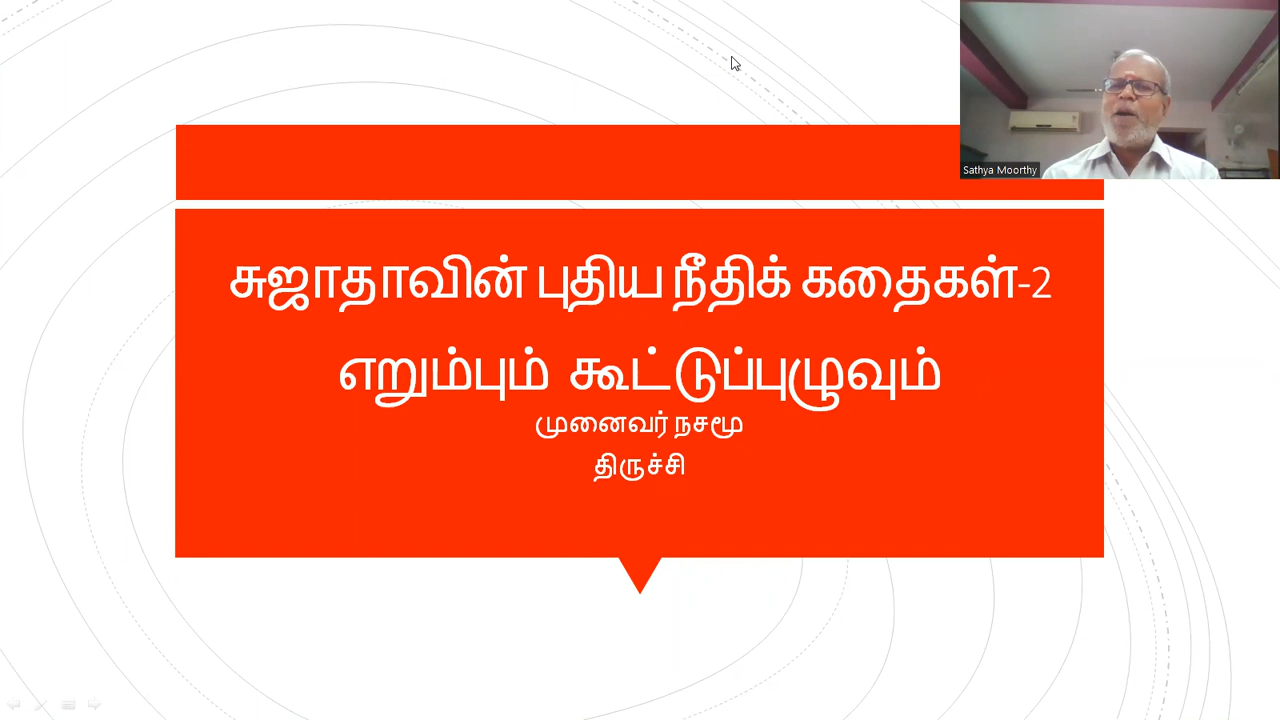 Sathya Moorthy
சுஜாதாவின் புதிய நீதிக் கதைகள்-2
எறும்பும் கூட்டுப்புழுவும்
முனைவர் நசமூ
திருச்சி